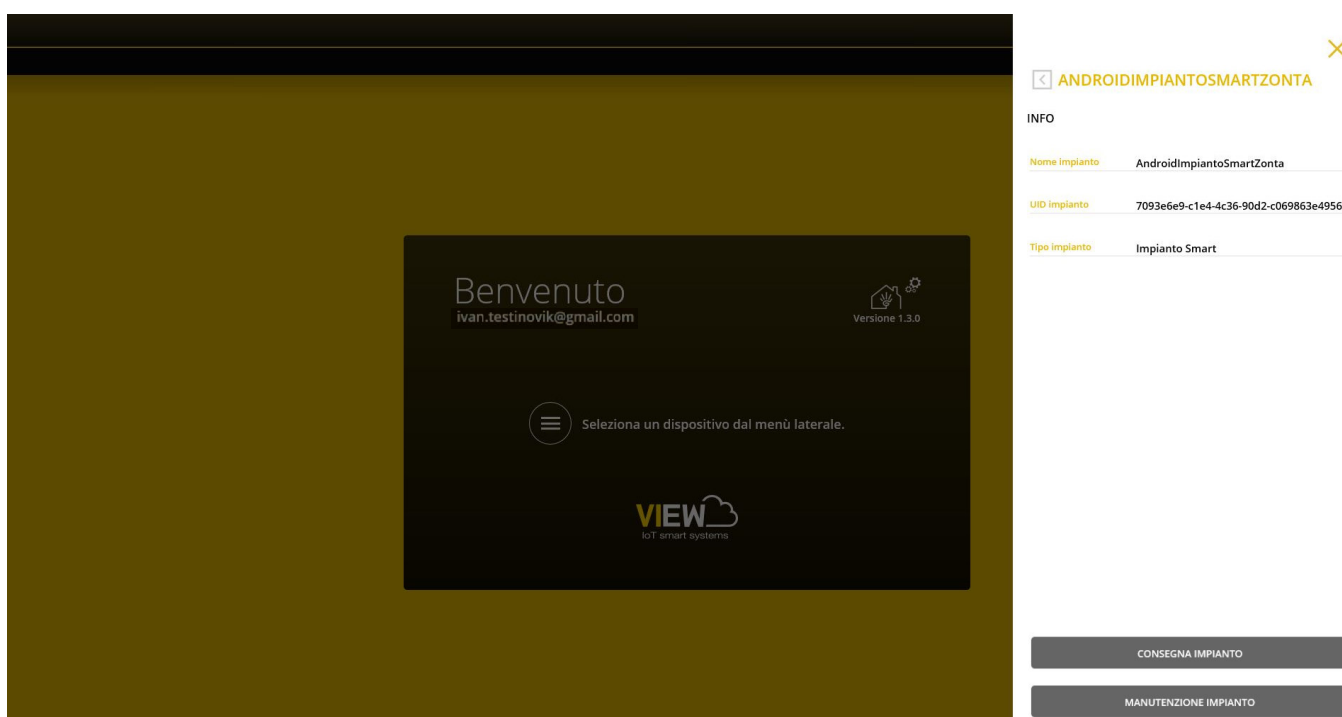 Benvenuto
ivan.testinovik@gmail.com
Versione 1.3.0
Seleziona un dispositivo dal menù laterale.
VIEW
IoT smart systems
ANDROIDIMPIANTOSMARTZONTA
INFO
Nome impianto AndroidImpiantoSmartZonta
UID impianto 7093e6e9-c1e4-4c36-90d2-c069863e4956
Tipo impianto Impianto Smart
CONSEGNA IMPIANTO
MANUTENZIONE IMPIANTO